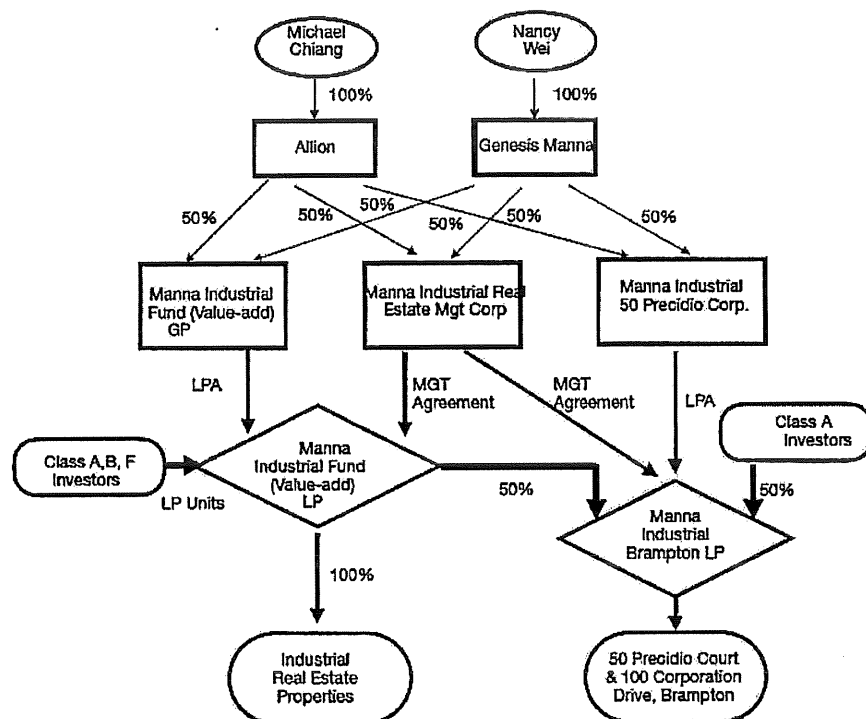 Michael
Chiang
Nancy
Wei
100%
100%
Allion
Genesis Manna
50%
50%
50%
50%
50%
50%
Manna Industrial
Fund (Value-add)
GP
Manna Industrial Real
Estate Mgt Corp
Manna Industrial
50 Precidio Corp.
LPA
MGT
Agreement
MGT
Agreement
LPA
Class A
Investors
Class A,B, F
Investors
LP Units
Manna
Industrial Fund
(Value-add)
LP
50%
50%
Manna
Industrial
Brampton LP
100%
Industrial
Real Estate
Properties
50 Precidio Court
& 100 Corporation
Drive, Brampton